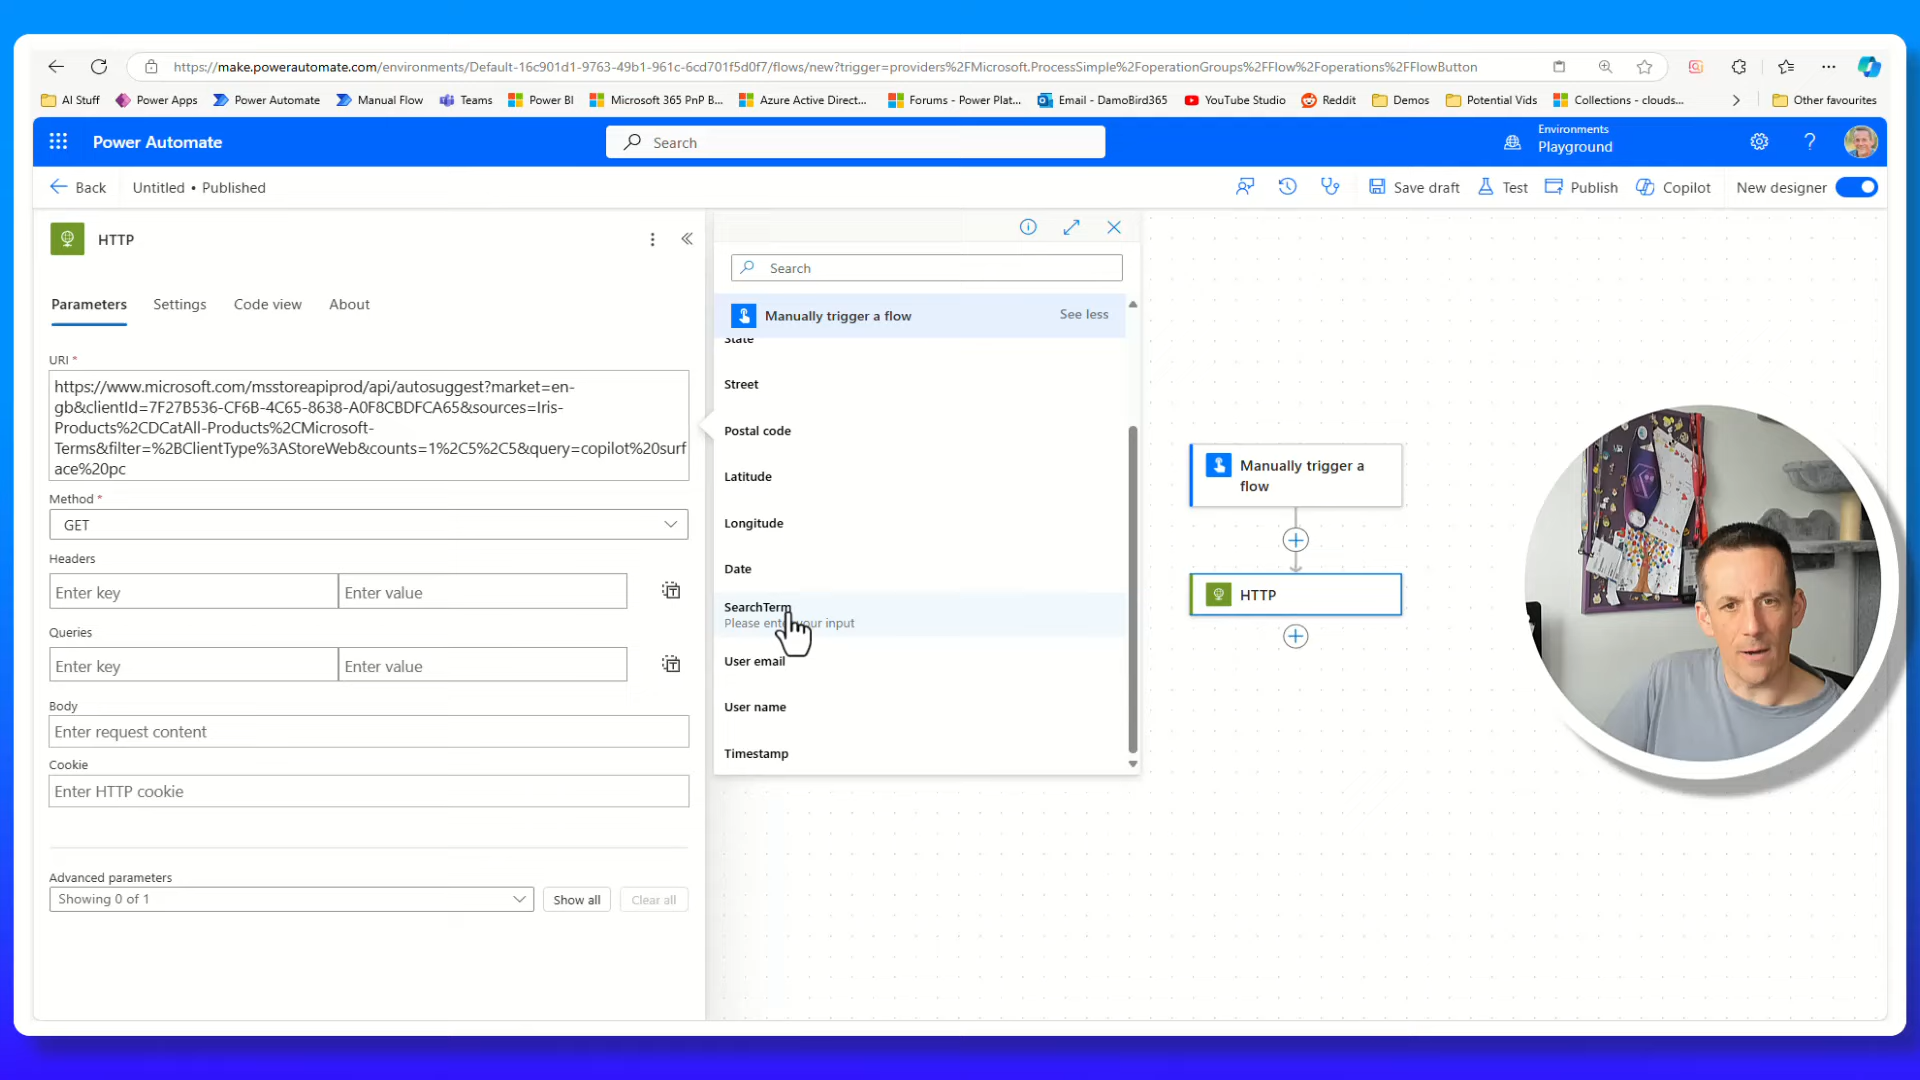 https://make.powerautomate.com/environments/Default-16c901d1-9763-49b1-961c-6cd701f5d0f7/flows/new?trigger=providers%2FMicrosoft.ProcessSimple%2FoperationGroups%2FFlow%2Foperations%2FFlowButton
AI Stuff
Power Apps
Power Automate
Manual Flow
Teams
Power BI
Microsoft 365 PnP B...
Azure Active Direct...
Forums - Power Plat...
Email - DamoBird365
YouTube Studio
Reddit
Demos
Potential Vids
Collections - clouds...
Other favourites
Power Automate
Search
Environments
Playground
Back
Untitled • Published
Save draft
Test
Publish
Copilot
New designer
HTTP
Parameters
Settings
Code view
About
URI *
https://www.microsoft.com/msstoreapiprod/api/autosuggest?market=en-
gb&clientId=7F27B536-CF6B-4C65-8638-A0F8CBDFCA65&sources=Iris-
Products%2CDCatAll-Products%2CMicrosoft-
Terms&filter=%2BClientType%3AStoreWeb&counts=1%2C5%2C5&query=copilot%20surf
ace%20pc
Method *
GET
Headers
Enter key
Enter value
Queries
Enter key
Enter value
Body
Enter request content
Cookie
Enter HTTP cookie
Advanced parameters
Showing 0 of 1
Show all
Clear all
Search
Manually trigger a flow
See less
State
Street
Postal code
Latitude
Longitude
Date
SearchTerm
Please enter your input
User email
User name
Timestamp
Manually trigger a
flow
HTTP